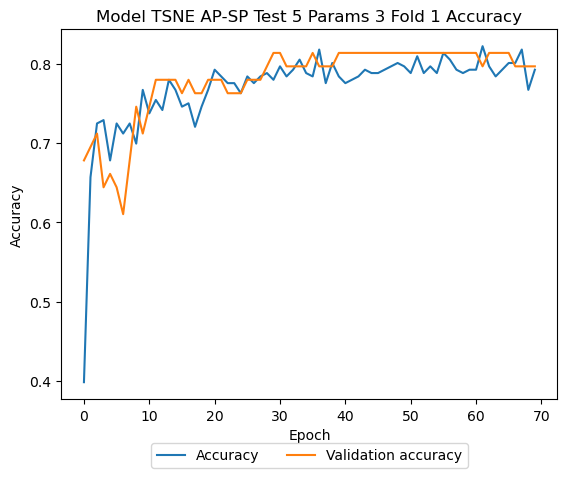 Model TSNE AP-SP Test 5 Params 3 Fold 1 Accuracy
Accuracy
0.8
0.7
0.6
0.5
0.4
0 10 20 30 40 50 60 70
Epoch
Accuracy Validation accuracy